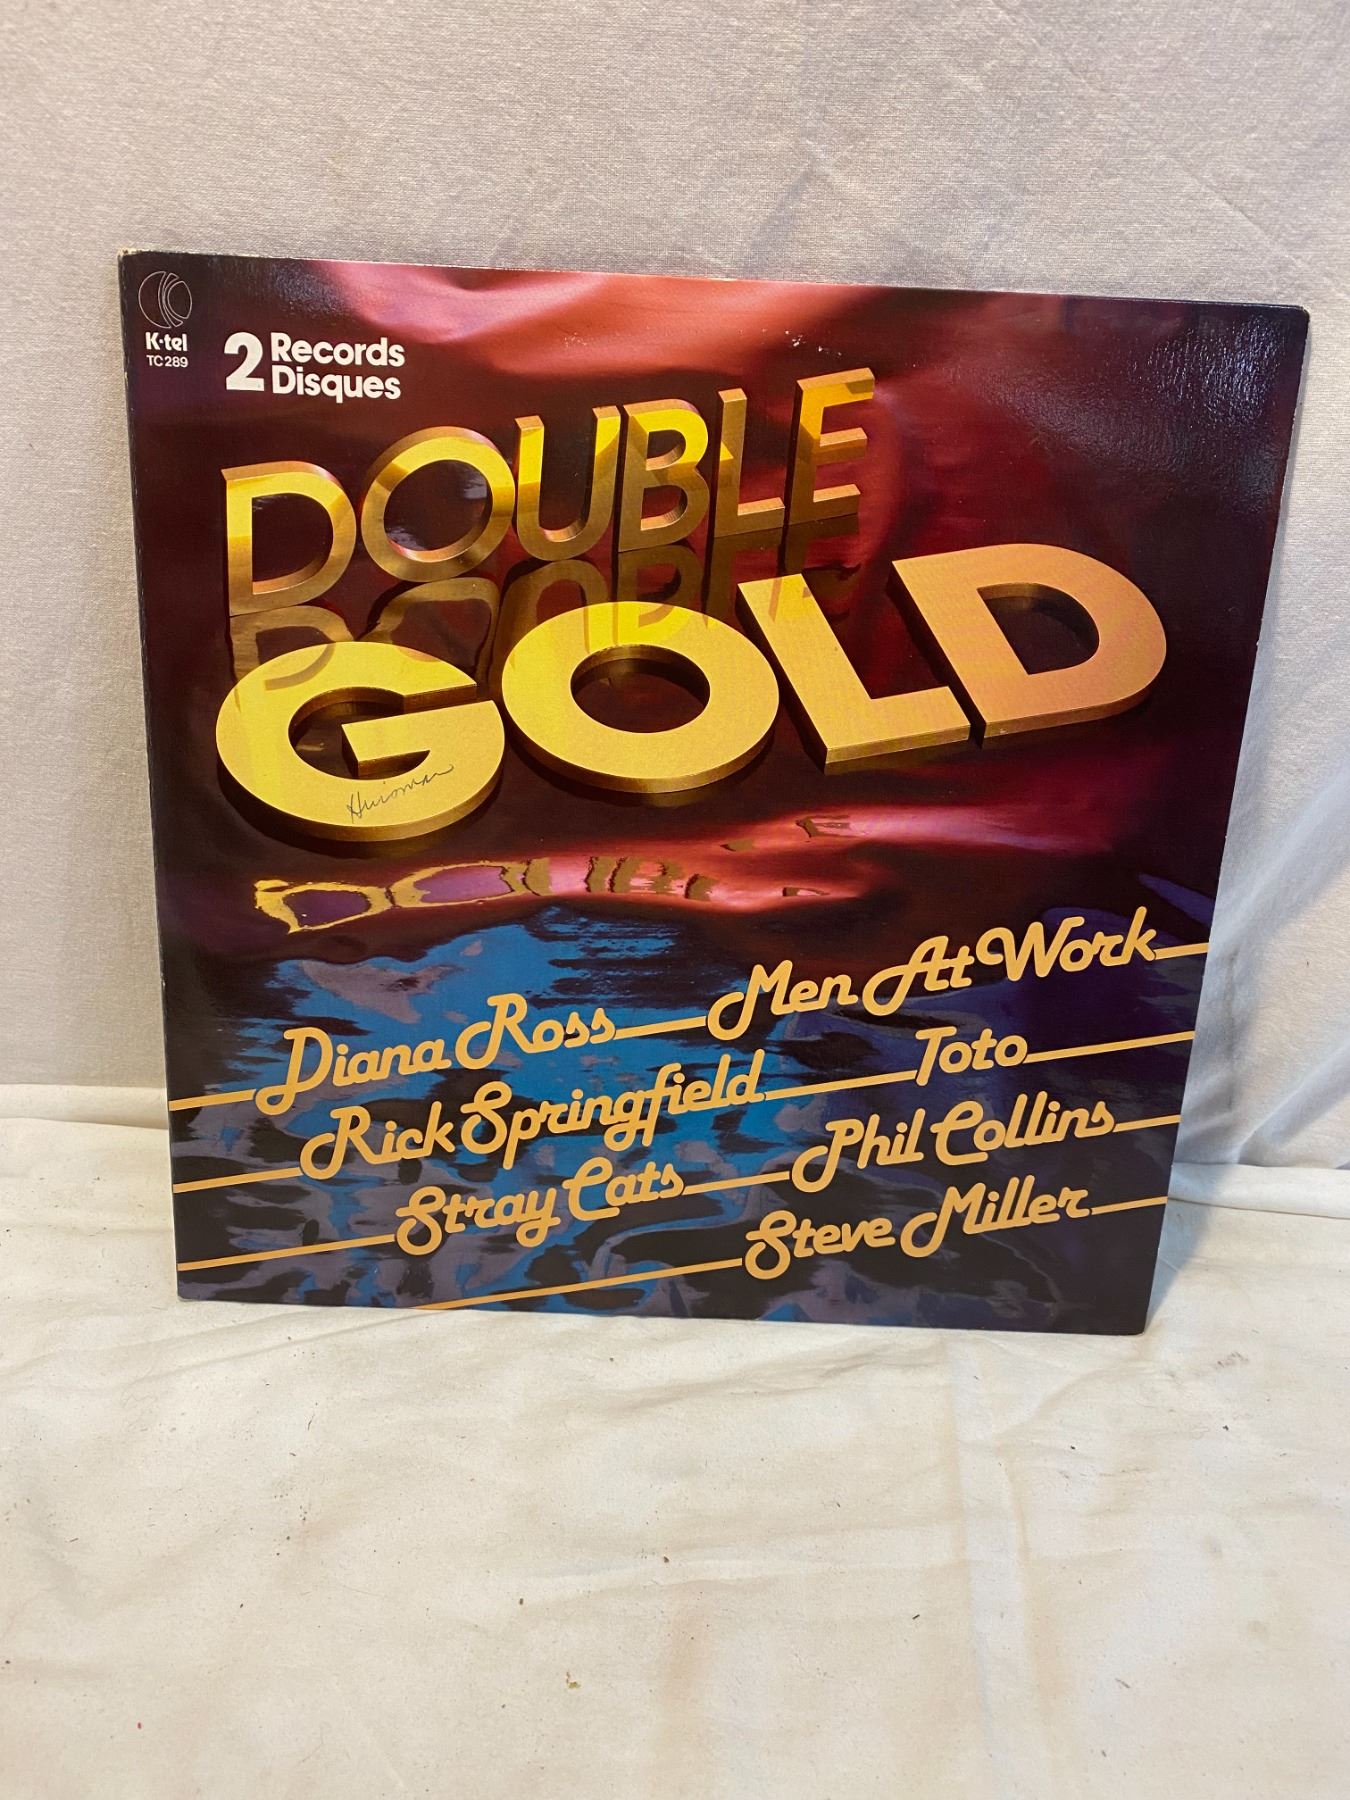 K-tel
TC 289
2 Records
Disques
DOUBLE
GOLD
Huisman
Diana Ross Men At Work
Rick Springfield Toto
Stray Cats Phil Collins
Steve Miller